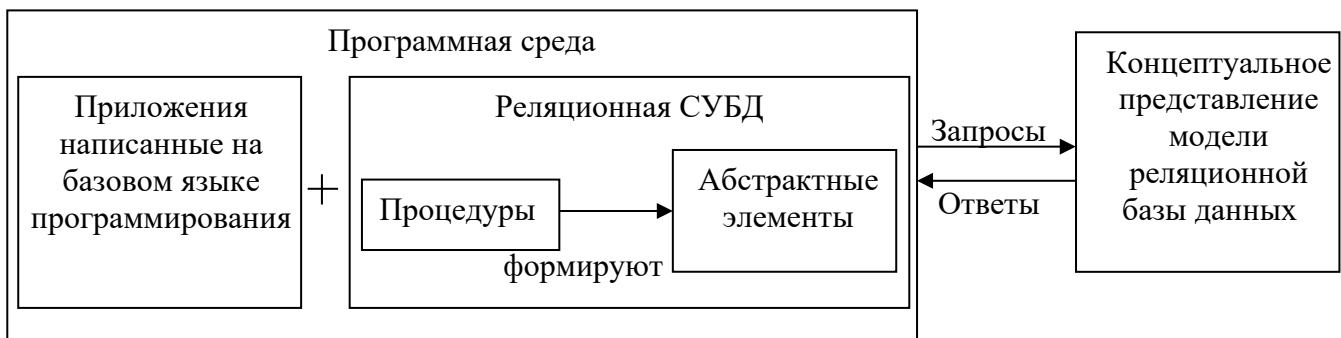 Программная среда
Приложения
написанные на
базовом языке
программирования
+
Реляционная СУБД
Процедуры
формируют
Абстрактные
элементы
Запросы
Ответы
Концептуальное
представление
модели
реляционной
базы данных